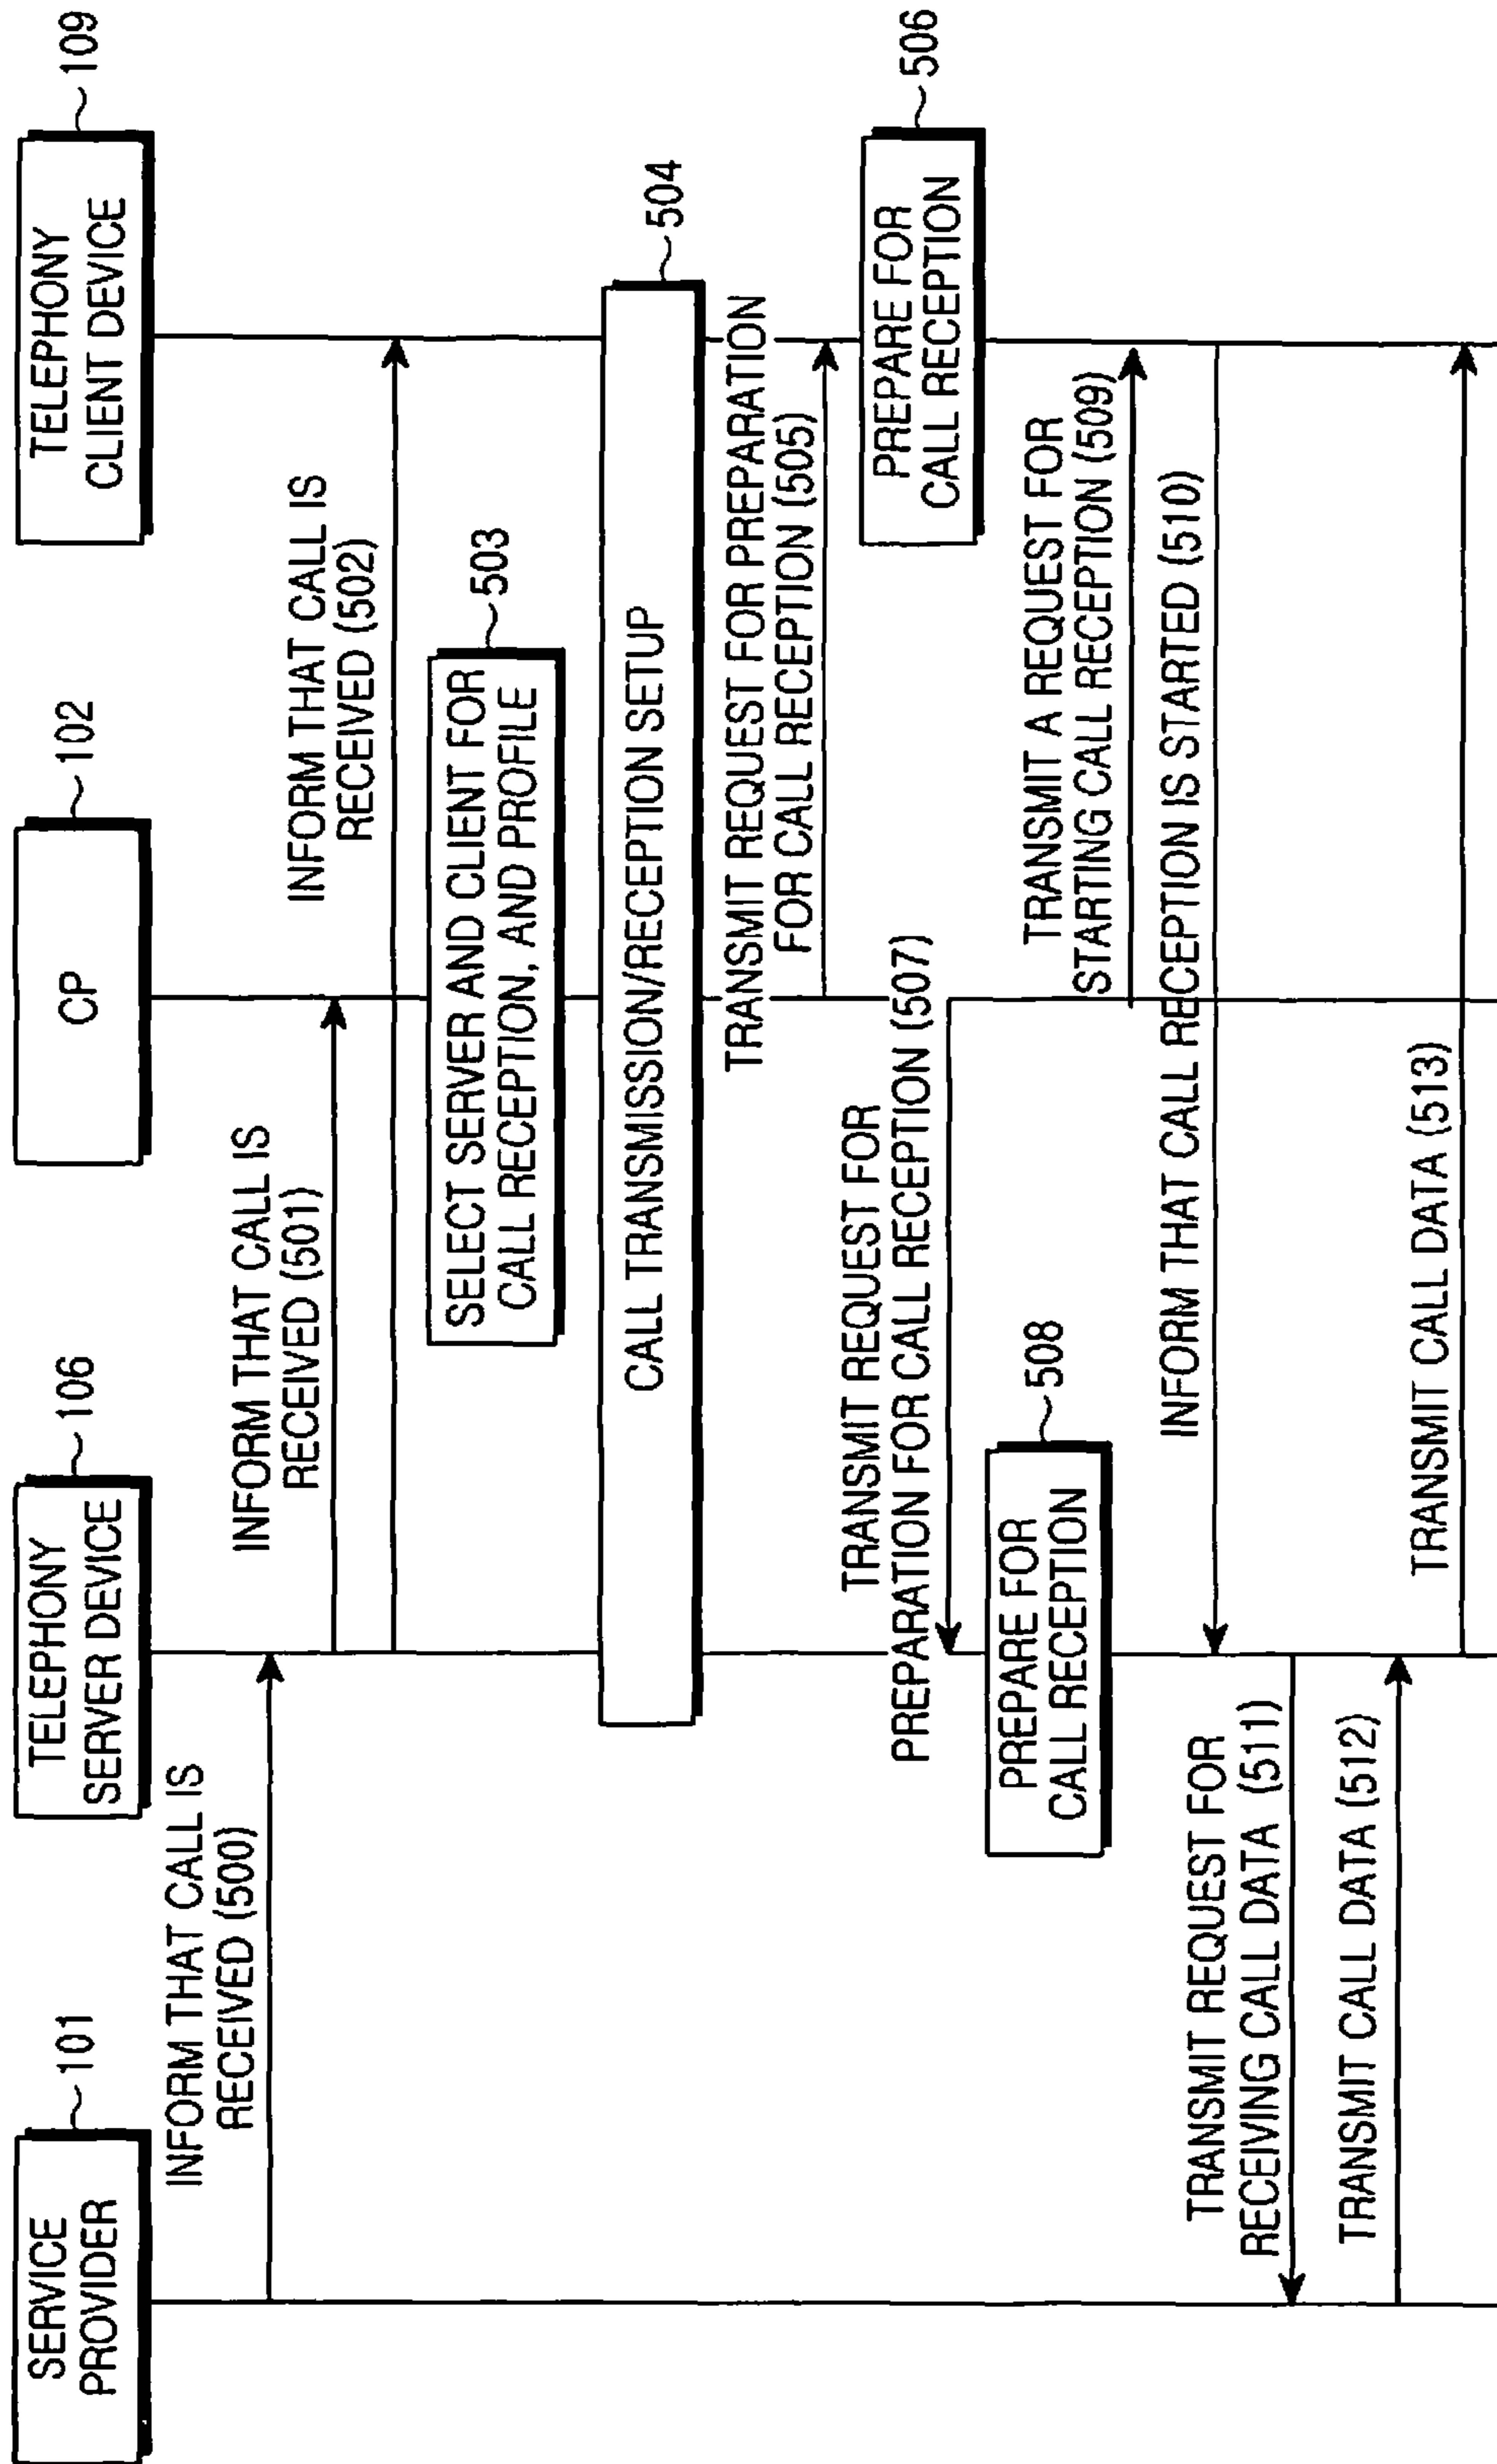 SERVICE
PROVIDER
101
TELEPHONY
SERVER DEVICE
106
CP
102
TELEPHONY
CLIENT DEVICE
109
INFORM THAT CALL IS
RECEIVED (500)
INFORM THAT CALL IS
RECEIVED (501)
INFORM THAT CALL IS
RECEIVED (502)
SELECT SERVER AND CLIENT FOR
CALL RECEPTION, AND PROFILE
503
CALL TRANSMISSION/RECEPTION SETUP
504
TRANSMIT REQUEST FOR PREPARATION
FOR CALL RECEPTION (505)
PREPARE FOR
CALL RECEPTION
506
TRANSMIT REQUEST FOR
PREPARATION FOR CALL RECEPTION (507)
PREPARE FOR
CALL RECEPTION
508
TRANSMIT A REQUEST FOR
STARTING CALL RECEPTION (509)
INFORM THAT CALL RECEPTION IS STARTED (510)
TRANSMIT REQUEST FOR
RECEIVING CALL DATA (511)
TRANSMIT CALL DATA (512)
TRANSMIT CALL DATA (513)